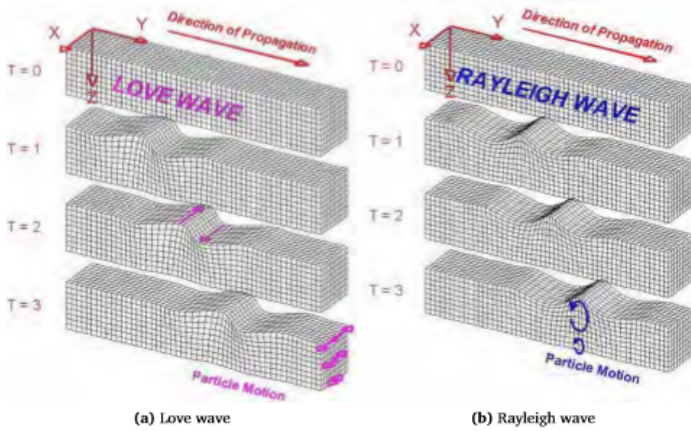 Direction of Propagation
X
Y
Z
T = 0
LOVE WAVE
T = 1
T = 2
T = 3
Particle Motion
(a) Love wave
Direction of Propagation
X
Y
Z
T = 0
RAYLEIGH WAVE
T = 1
T = 2
T = 3
Particle Motion
(b) Rayleigh wave